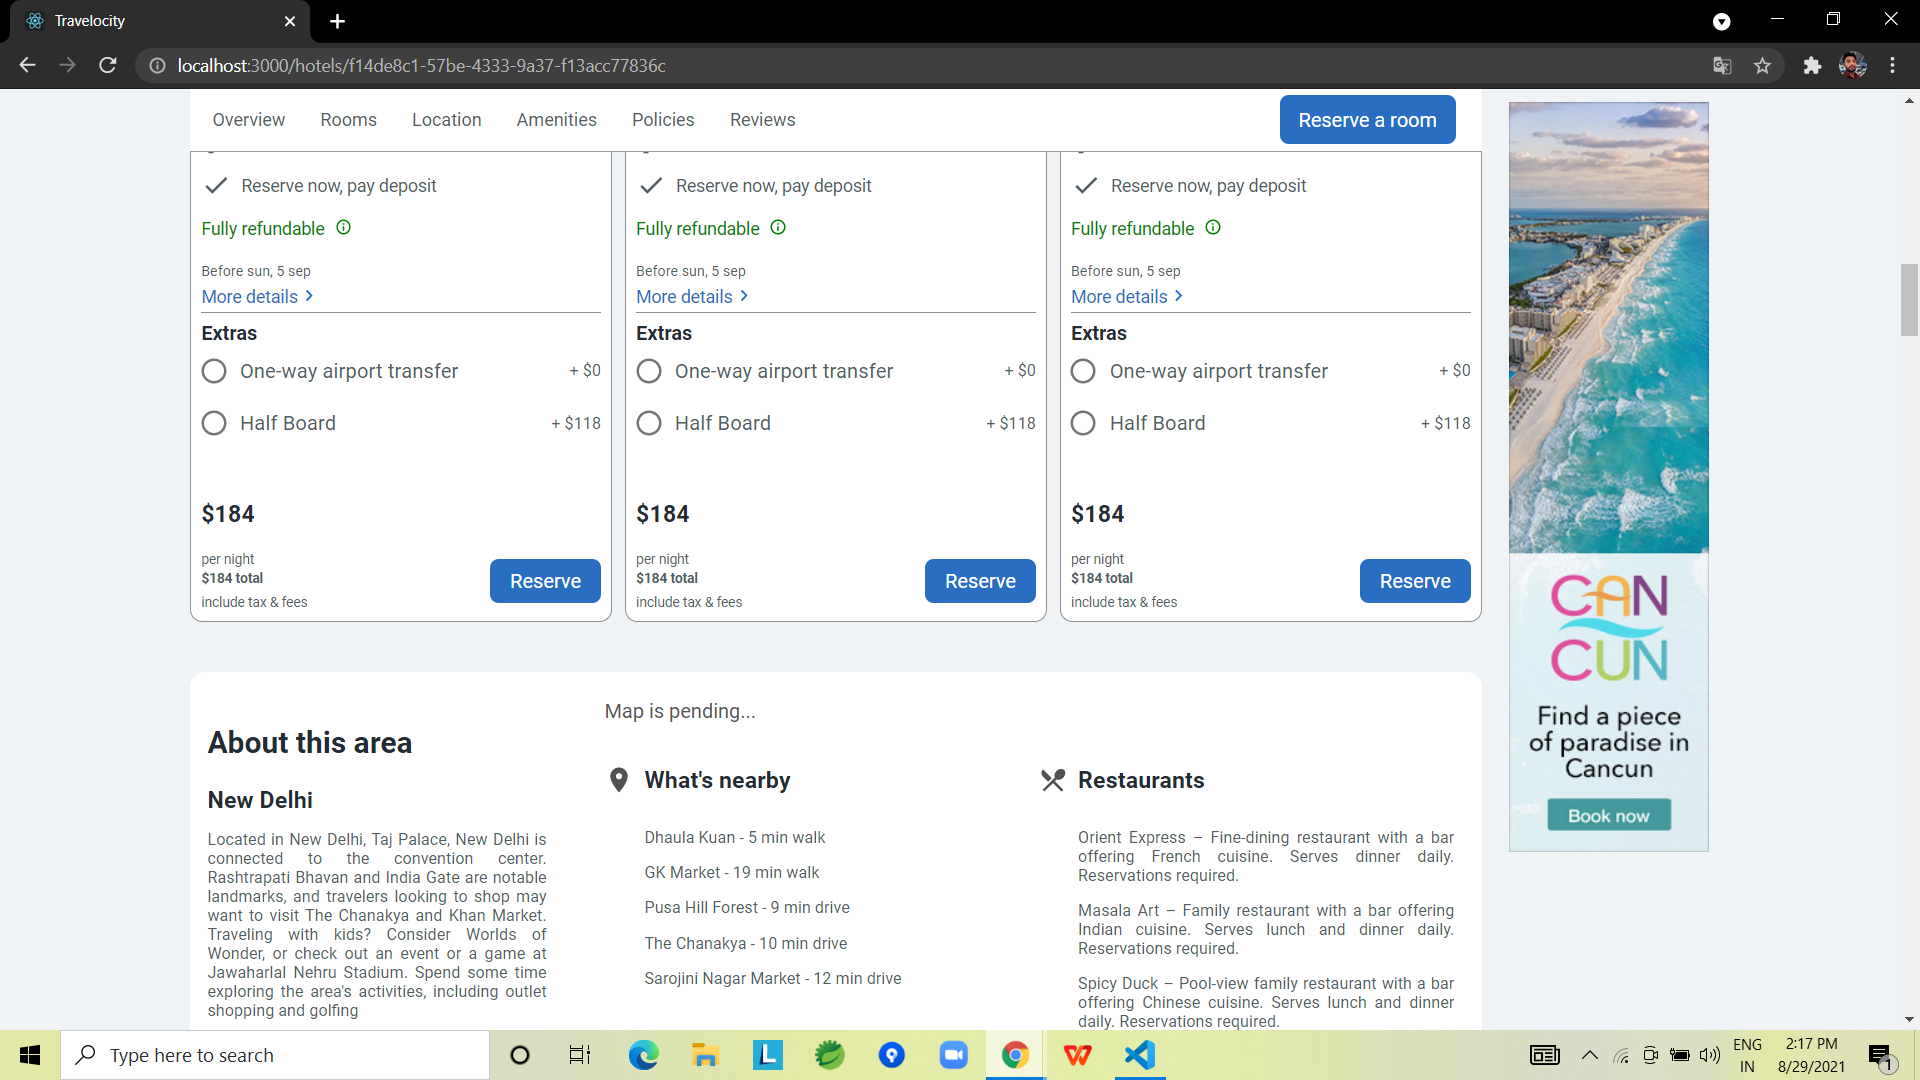 Travelocity
localhost:3000/hotels/f14de8c1-57be-4333-9a37-f13acc77836c
Overview Rooms Location Amenities Policies Reviews Reserve a room
Reserve now, pay deposit
Fully refundable
Before sun, 5 sep
More details
Extras
One-way airport transfer + $0
Half Board + $118
$184
per night
$184 total
include tax & fees
Reserve
Reserve now, pay deposit
Fully refundable
Before sun, 5 sep
More details
Extras
One-way airport transfer + $0
Half Board + $118
$184
per night
$184 total
include tax & fees
Reserve
Reserve now, pay deposit
Fully refundable
Before sun, 5 sep
More details
Extras
One-way airport transfer + $0
Half Board + $118
$184
per night
$184 total
include tax & fees
Reserve
CAN
CUN
Find a piece
of paradise in
Cancun
Book now
About this area
New Delhi
Located in New Delhi, Taj Palace, New Delhi is
connected to the convention center.
Rashtrapati Bhavan and India Gate are notable
landmarks, and travelers looking to shop may
want to visit The Chanakya and Khan Market.
Traveling with kids? Consider Worlds of
Wonder, or check out an event or a game at
Jawaharlal Nehru Stadium. Spend some time
exploring the area's activities, including outlet
shopping and golfing
Map is pending...
What's nearby
Dhaula Kuan - 5 min walk
GK Market - 19 min walk
Pusa Hill Forest - 9 min drive
The Chanakya - 10 min drive
Sarojini Nagar Market - 12 min drive
Restaurants
Orient Express – Fine-dining restaurant with a bar
offering French cuisine. Serves dinner daily.
Reservations required.
Masala Art – Family restaurant with a bar offering
Indian cuisine. Serves lunch and dinner daily.
Reservations required.
Spicy Duck – Pool-view family restaurant with a bar
offering Chinese cuisine. Serves lunch and dinner
daily. Reservations required.
Type here to search
L
ENG
IN
2:17 PM
8/29/2021
1